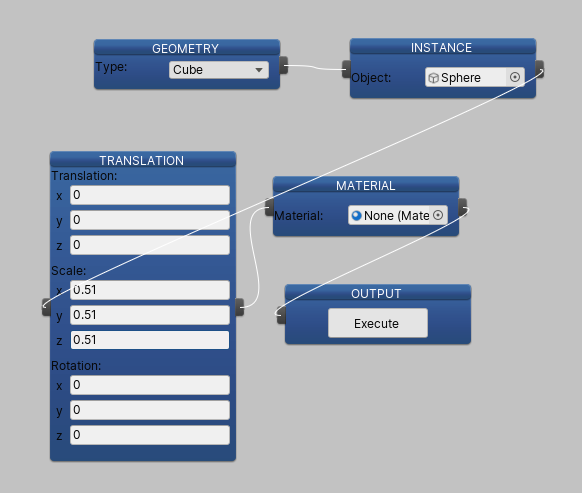 GEOMETRY
Type: Cube
INSTANCE
Object: Sphere
TRANSLATION
Translation:
x 0
y 0
z 0
Scale:
x 0.51
y 0.51
z 0.51
Rotation:
x 0
y 0
z 0
MATERIAL
Material: None (Mate
OUTPUT
Execute